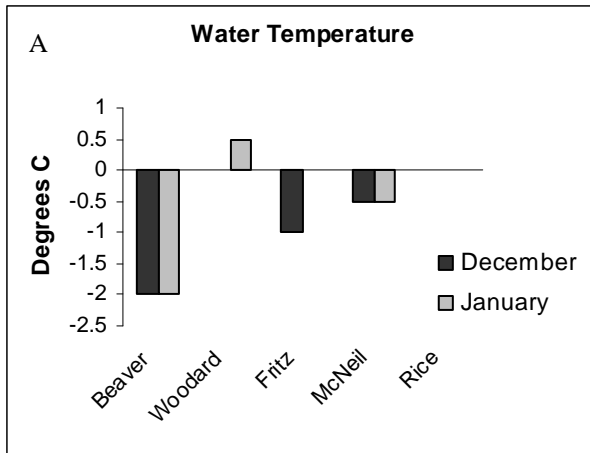 A
Water Temperature
Degrees C
1
0.5
0
-0.5
-1
-1.5
-2
-2.5
December
January
Beaver
Woodard
Fritz
McNeil
Rice